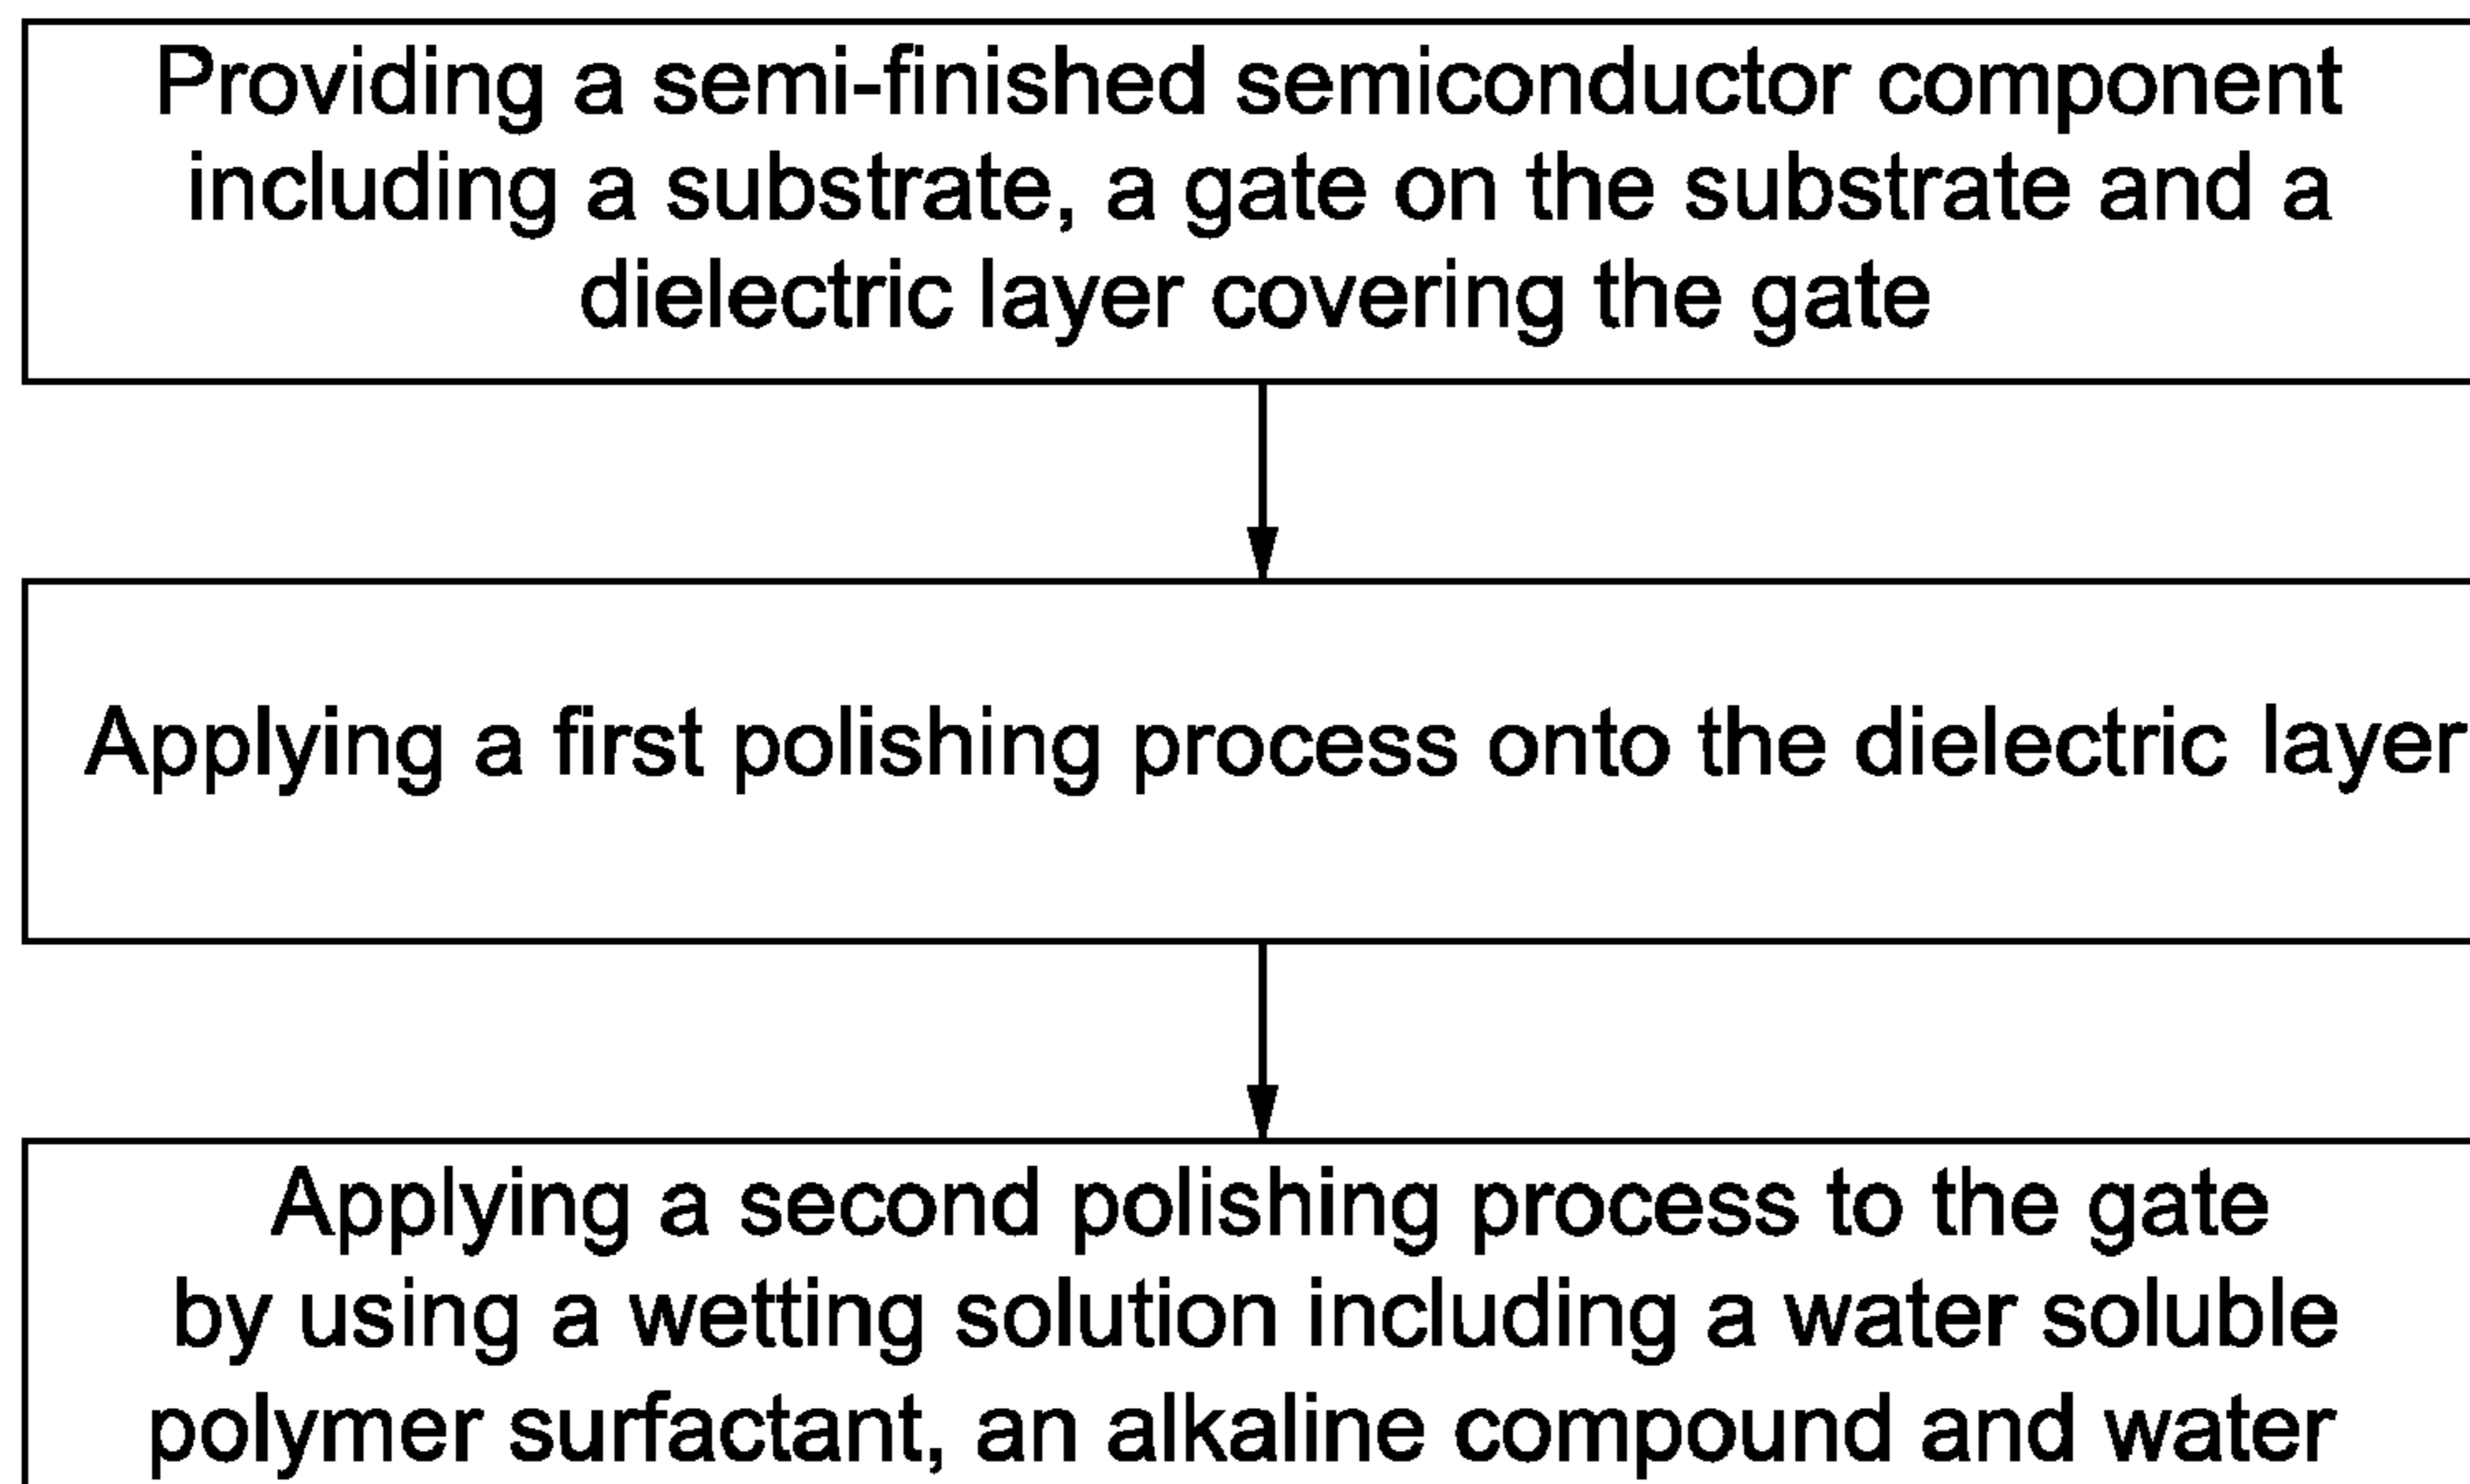 Providing a semi-finished semiconductor component
including a substrate, a gate on the substrate and a
dielectric layer covering the gate
Applying a first polishing process onto the dielectric layer
Applying a second polishing process to the gate
by using a wetting solution including a water soluble
polymer surfactant, an alkaline compound and water